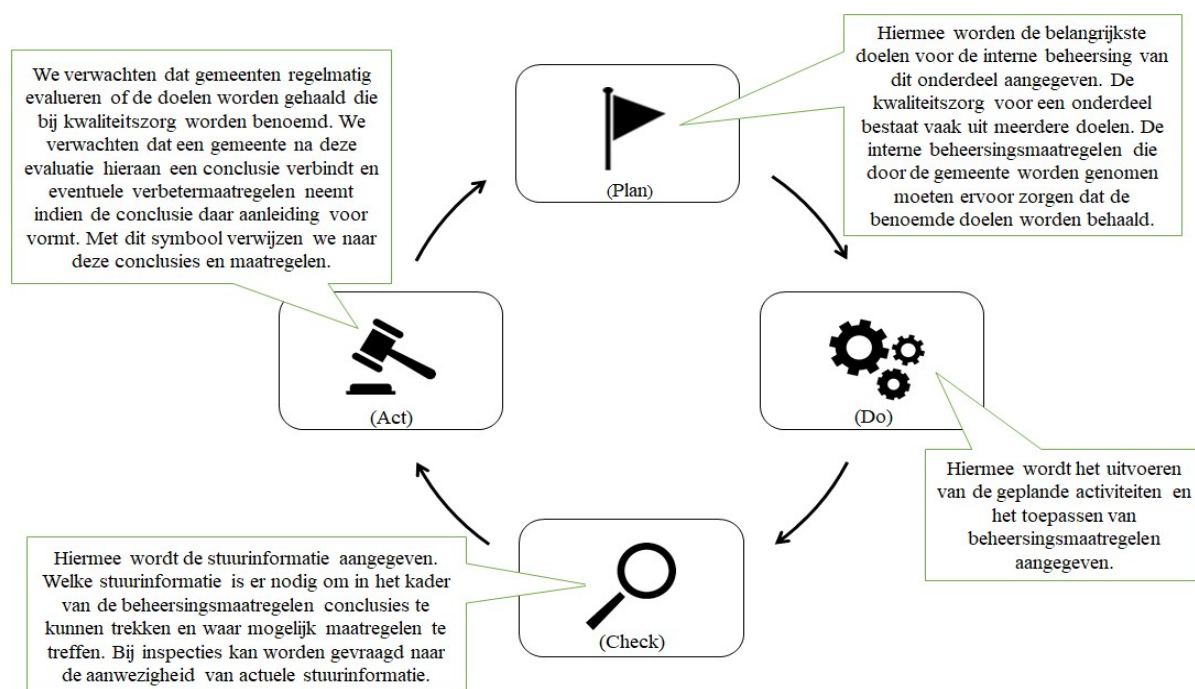 We verwachten dat gemeenten regelmatig
evalueren of de doelen worden gehaald die
bij kwaliteitszorg worden benoemd. We
verwachten dat een gemeente na deze
evaluatie hieraan een conclusie verbindt en
eventuele verbetermaatregelen neemt
indien de conclusie daar aanleiding voor
vormt. Met dit symbool verwijzen we naar
deze conclusies en maatregelen.
(Plan)
Hiermee worden de belangrijkste
doelen voor de interne beheersing van
dit onderdeel aangegeven. De
kwaliteitszorg voor een onderdeel
bestaat vaak uit meerdere doelen. De
interne beheersingsmaatregelen die
door de gemeente worden genomen
moeten ervoor zorgen dat de
benoemde doelen worden behaald.
(Act)
(Do)
Hiermee wordt het uitvoeren
van de geplande activiteiten en
het toepassen van
beheersingsmaatregelen
aangegeven.
Hiermee wordt de stuurinformatie aangegeven.
Welke stuurinformatie is er nodig om in het kader
van de beheersingsmaatregelen conclusies te
kunnen trekken en waar mogelijk maatregelen te
treffen. Bij inspecties kan worden gevraagd naar
de aanwezigheid van actuele stuurinformatie.
(Check)